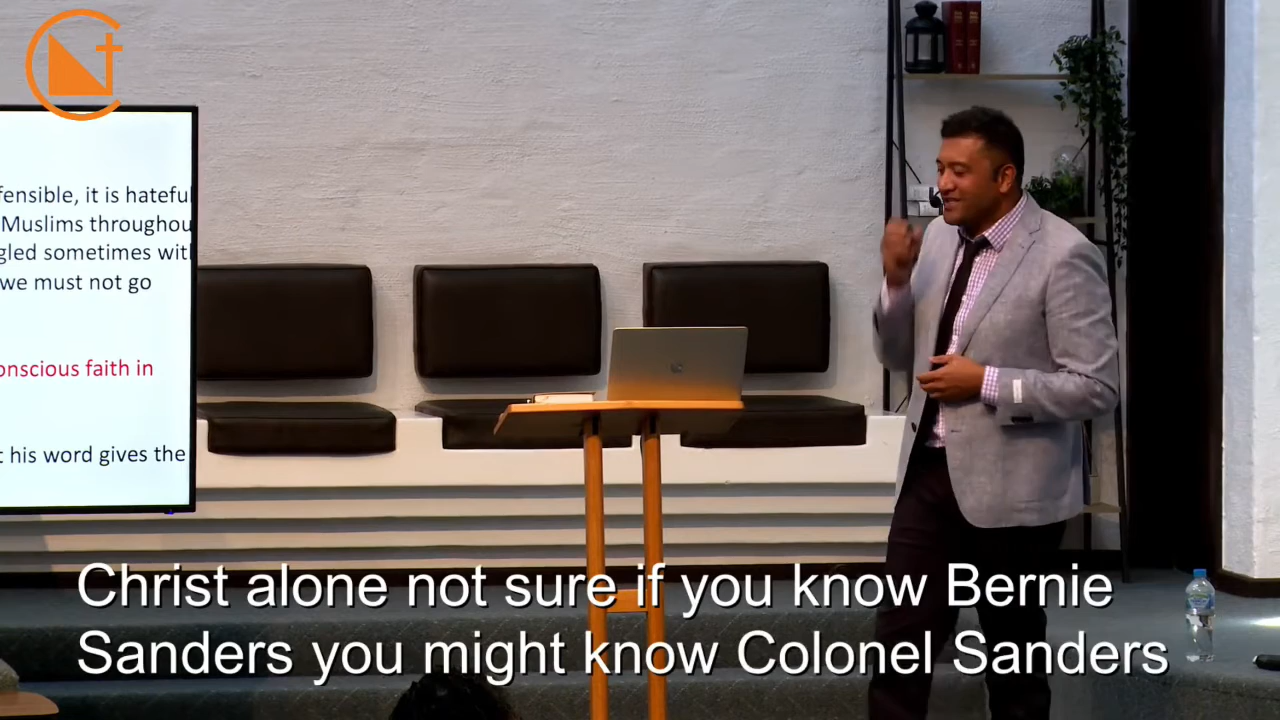 fensible, it is hateful
Muslims throughou
gled sometimes wit
we must not go
onscious faith in
his word gives the
Christ alone not sure if you know Bernie
Sanders you might know Colonel Sanders